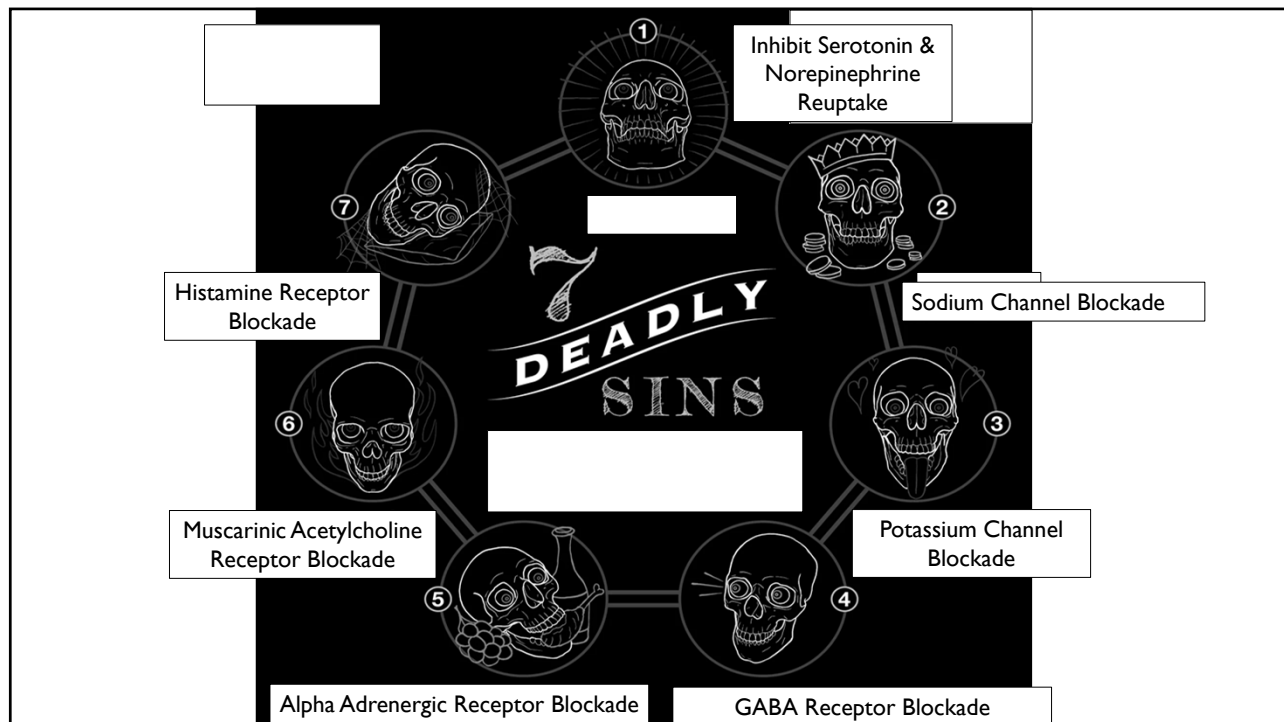 1
Inhibit Serotonin &
Norepinephrine
Reuptake
2
Sodium Channel Blockade
3
Potassium Channel
Blockade
4
GABA Receptor Blockade
5
Alpha Adrenergic Receptor Blockade
6
Muscarinic Acetylcholine
Receptor Blockade
7
Histamine Receptor
Blockade
7
DEADLY
SINS